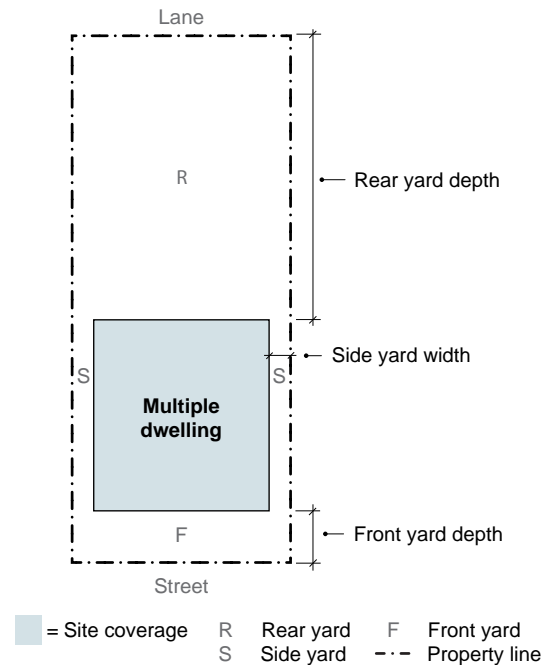 Lane
R
Rear yard depth
Side yard width
S
S
Multiple
dwelling
F
Front yard depth
Street
= Site coverage R Rear yard F Front yard
S Side yard Property line